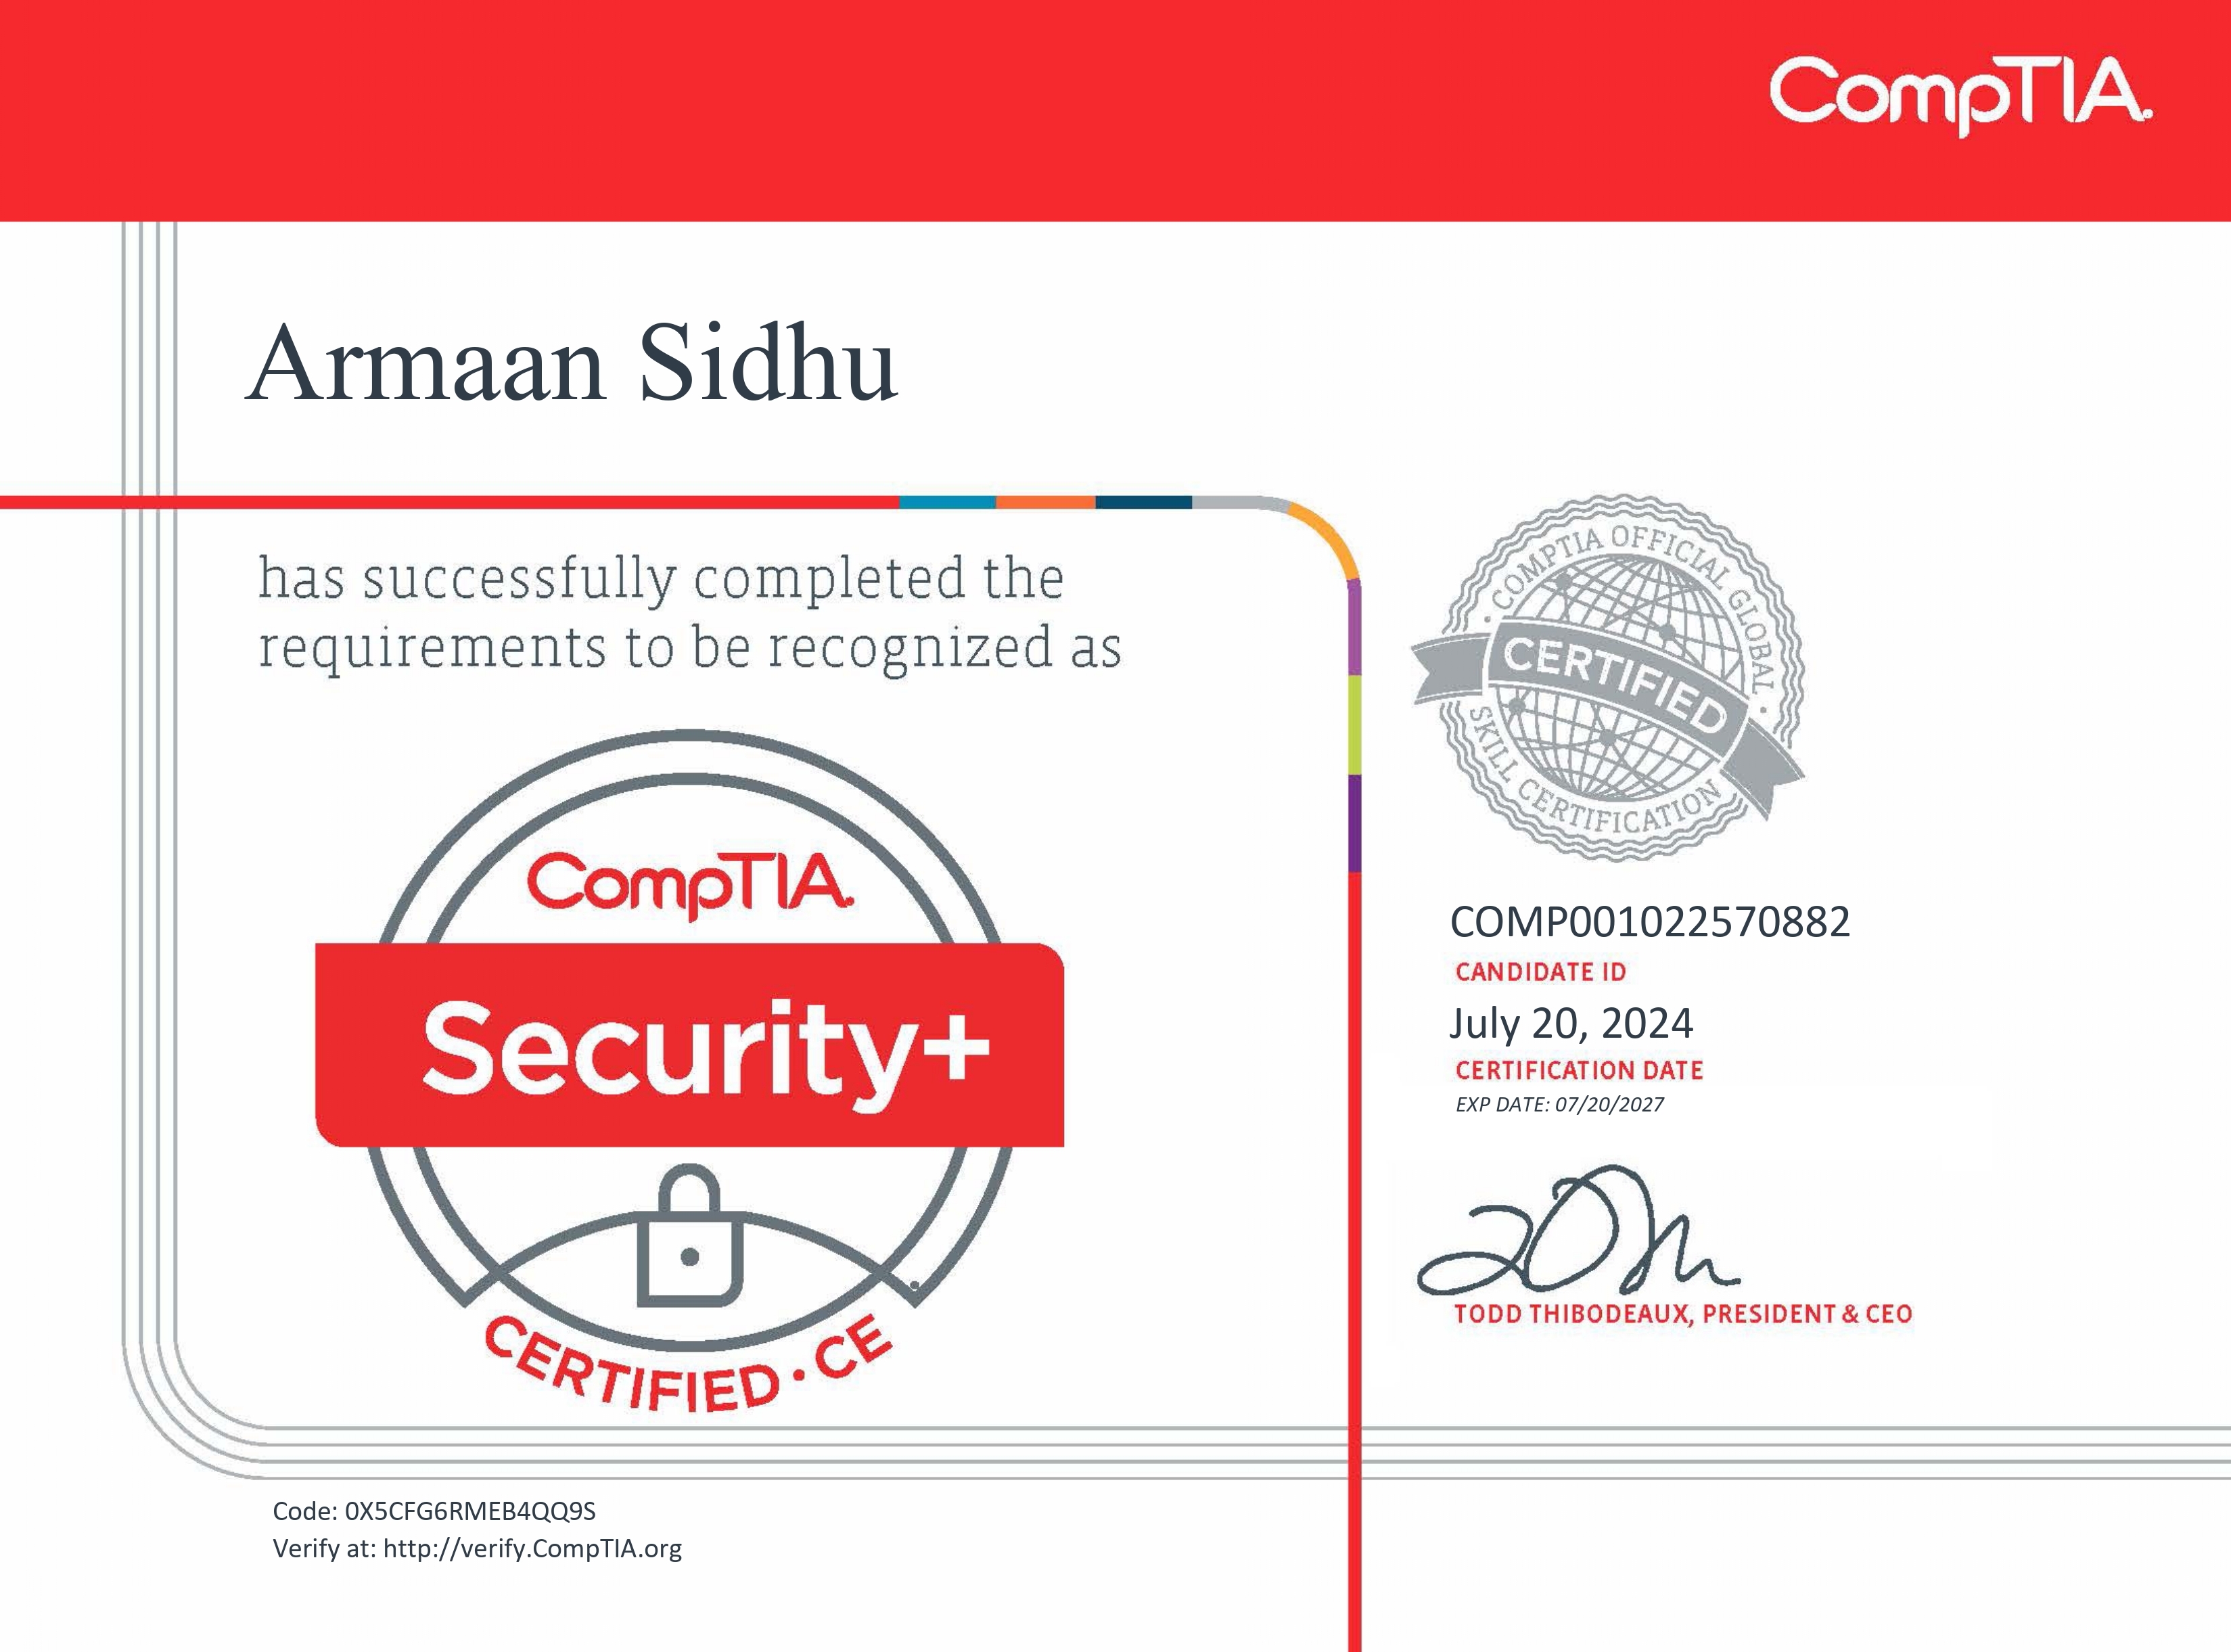 CompTIA.
Armaan Sidhu
has successfully completed the
requirements to be recognized as
CompTIA.
Security+
CERTIFIED · CE
· COMPTIA OFFICIAL GLOBAL ·
CERTIFIED
SKILL CERTIFICATION
COMP001022570882
CANDIDATE ID
July 20, 2024
CERTIFICATION DATE
EXP DATE: 07/20/2027
TODD THIBODEAUX, PRESIDENT & CEO
Code: 0X5CFG6RMEB4QQ9S
Verify at: http://verify.CompTIA.org